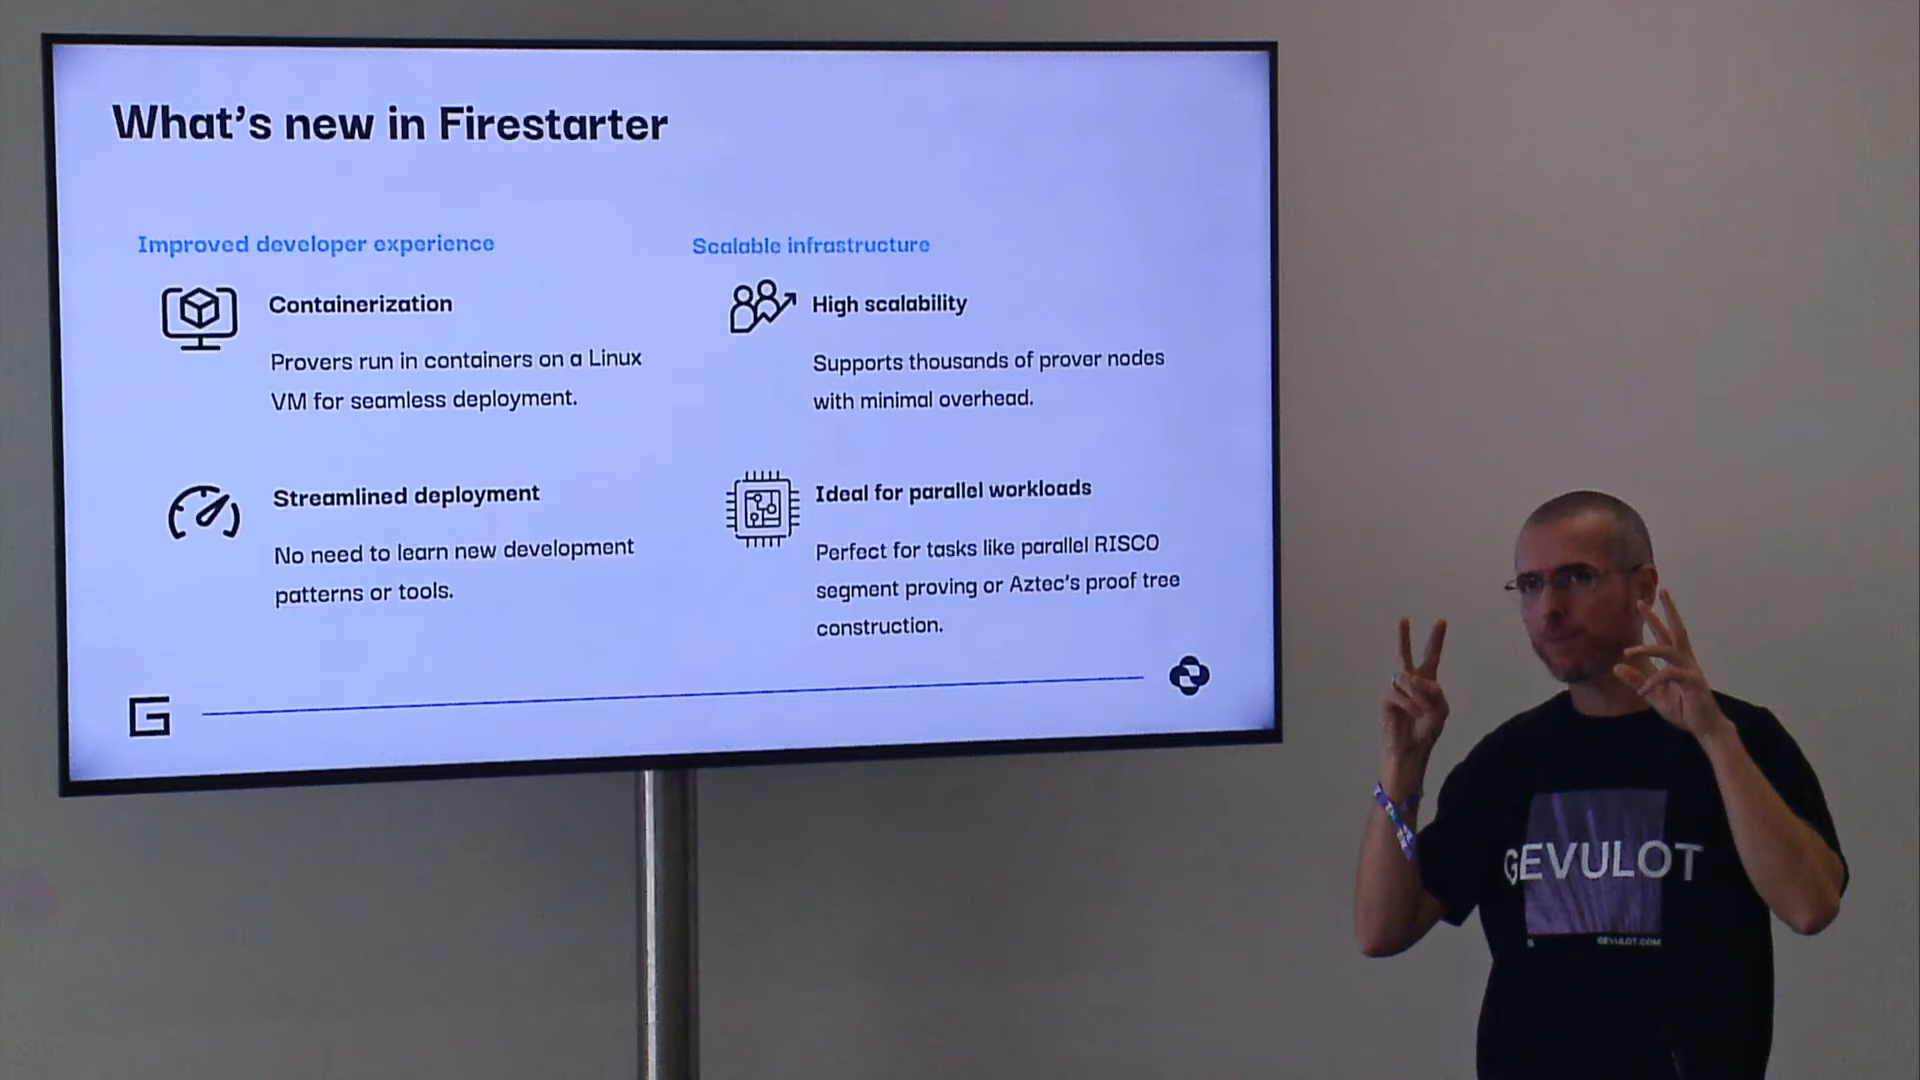 What's new in Firestarter
Improved developer experience
Containerization
Provers run in containers on a Linux
VM for seamless deployment.
Streamlined deployment
No need to learn new development
patterns or tools.
Scalable infrastructure
High scalability
Supports thousands of prover nodes
with minimal overhead.
Ideal for parallel workloads
Perfect for tasks like parallel RISCO
segment proving or Aztec's proof tree
construction.
G
GEVULOT
G
GEVULOT.COM